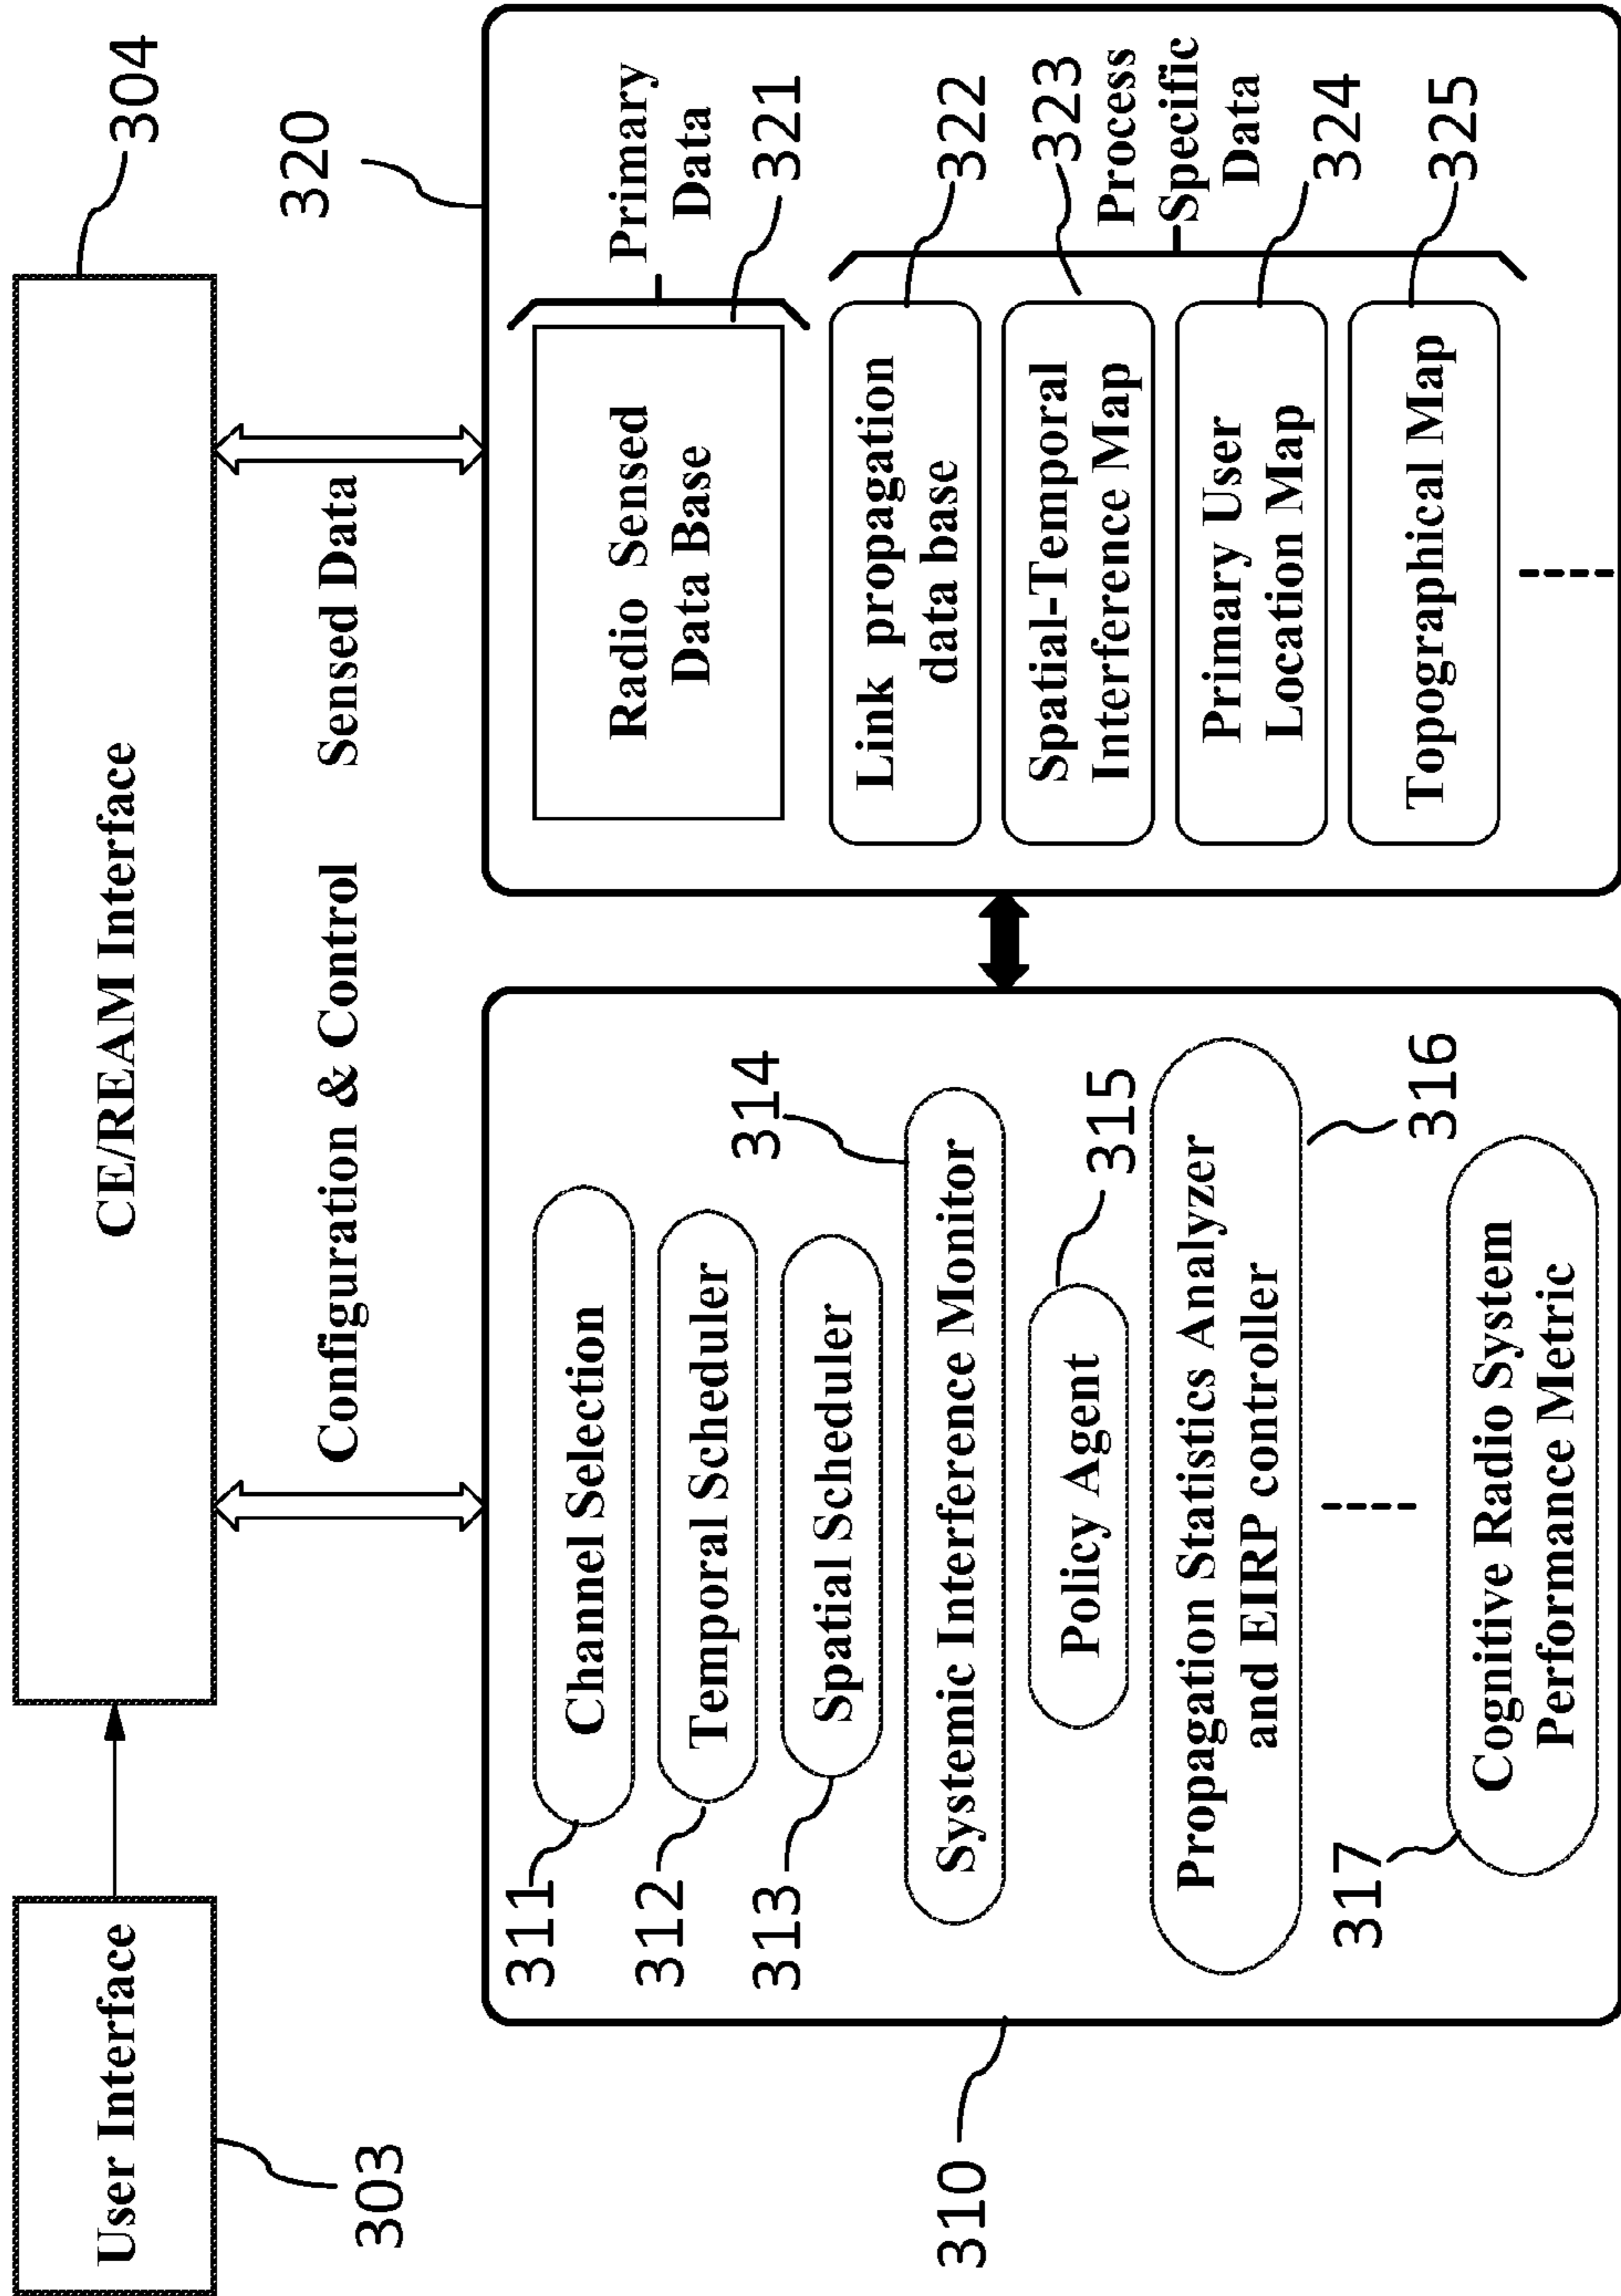 User Interface
303
CE/REAM Interface
304
Configuration & Control
Sensed Data
310
311
Channel Selection
312
Temporal Scheduler
313
Spatial Scheduler
314
Systemic Interference Monitor
315
Policy Agent
Propagation Statistics Analyzer
and EIRP controller
316
317
Cognitive Radio System
Performance Metric
320
Radio Sensed
Data Base
Primary
Data
321
Link propagation
data base
322
Spatial-Temporal
Interference Map
323
Process
Specific
Data
Primary User
Location Map
324
Topographical Map
325